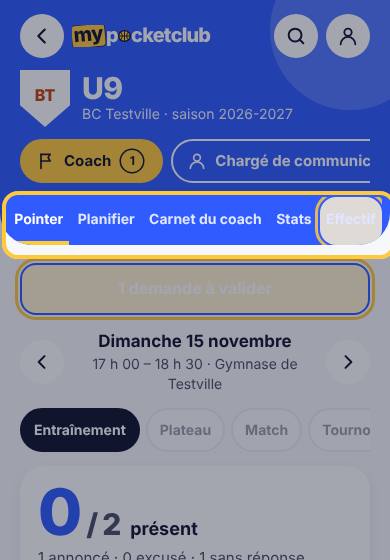 mypocketclub
BT
U9
BC Testville · saison 2026-2027
Coach 1
Chargé de communic
Pointer Planifier Carnet du coach Stats Effectif
1 demande à valider
Dimanche 15 novembre
17 h 00 – 18 h 30 · Gymnase de
Testville
Entraînement Plateau Match Tourno
0 / 2 présent
1 annoncé · 0 excusé · 1 sans réponse